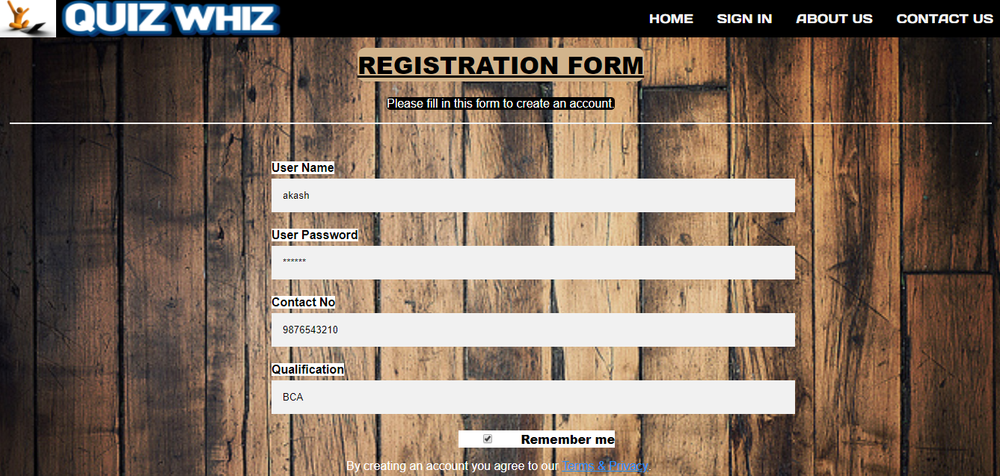 QUIZ WHIZ
HOME SIGN IN ABOUT US CONTACT US
REGISTRATION FORM
Please fill in this form to create an account.
User Name
akash
User Password
******
Contact No
9876543210
Qualification
BCA
Remember me
By creating an account you agree to our Terms & Privacy.